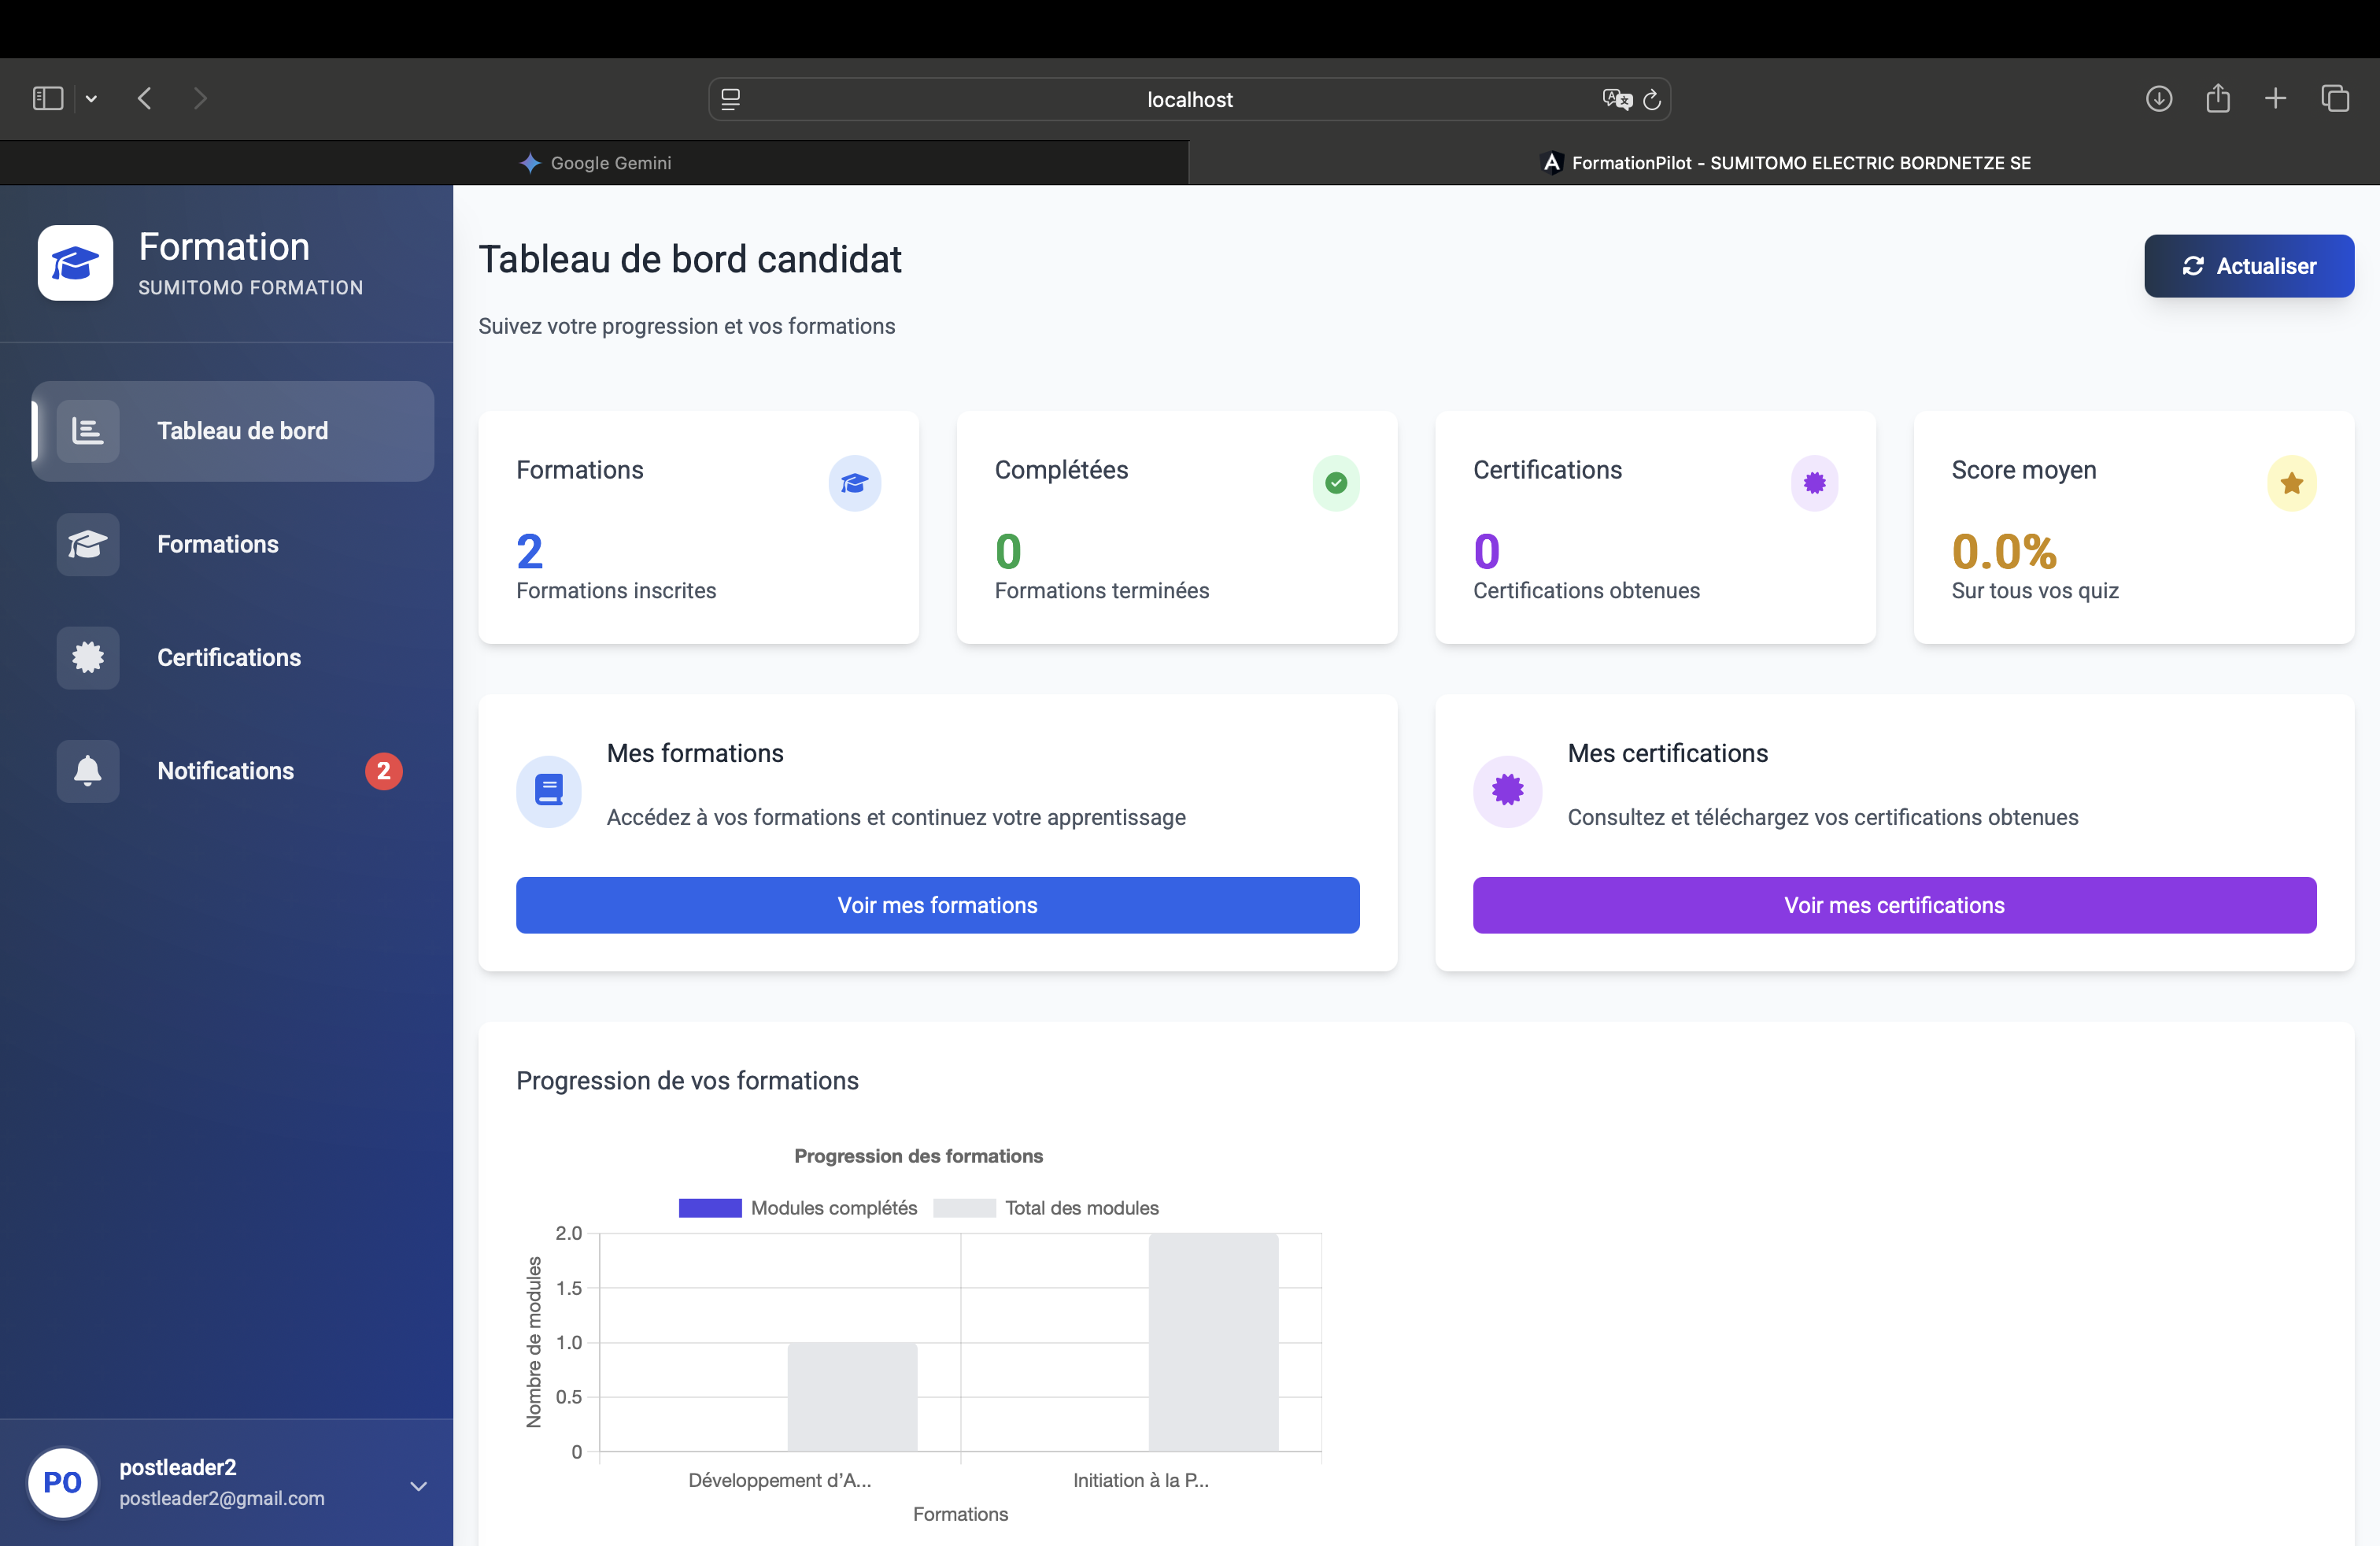 localhost
Google Gemini
FormationPilot - SUMITOMO ELECTRIC BORDNETZE SE
Formation
SUMITOMO FORMATION
Tableau de bord
Formations
Certifications
Notifications
2
postleader2
postleader2@gmail.com
PO
Tableau de bord candidat
Suivez votre progression et vos formations
Actualiser
Formations
2
Formations inscrites
Complétées
0
Formations terminées
Certifications
0
Certifications obtenues
Score moyen
0.0%
Sur tous vos quiz
Mes formations
Accédez à vos formations et continuez votre apprentissage
Voir mes formations
Mes certifications
Consultez et téléchargez vos certifications obtenues
Voir mes certifications
Progression de vos formations
Progression des formations
Modules complétés
Total des modules
Nombre de modules
2.0
1.5
1.0
0.5
0
Développement d’A...
Initiation à la P...
Formations